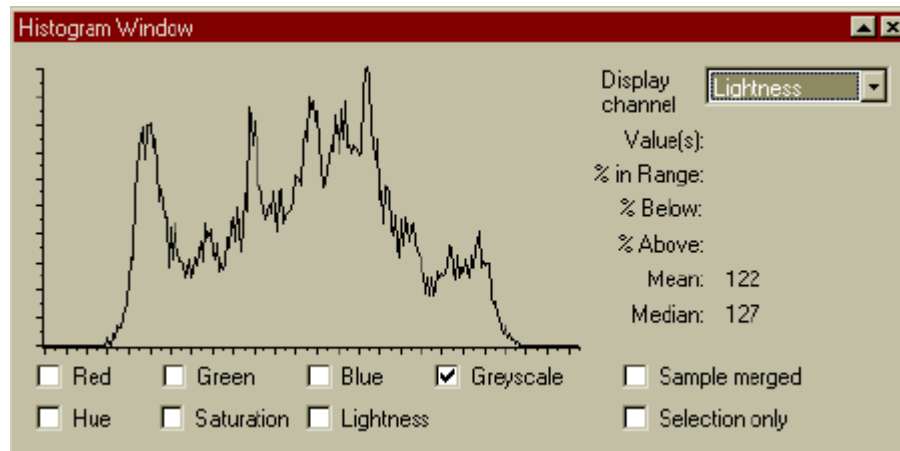 Histogram Window
Display
channel
Lightness
Value(s):
% in Range:
% Below:
% Above:
Mean: 122
Median: 127
Red Green Blue Greyscale Sample merged
Hue Saturation Lightness Selection only